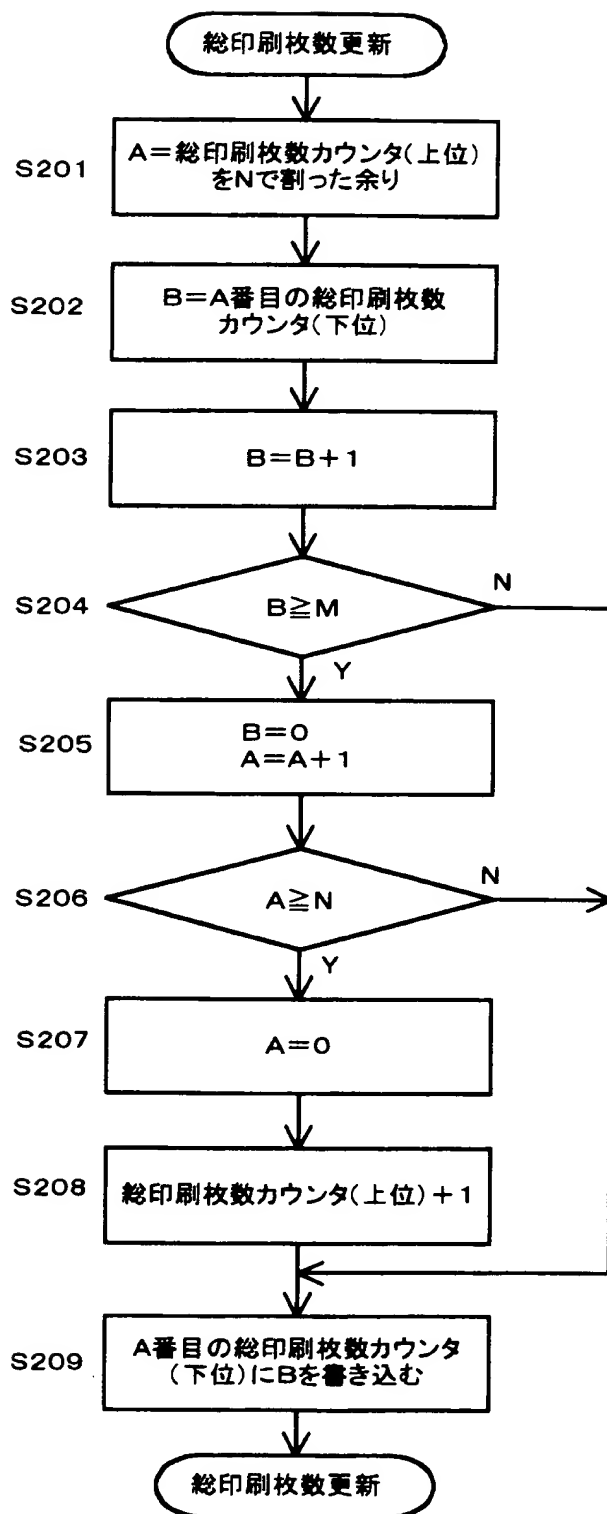 総印刷枚数更新
S201
A=総印刷枚数カウンタ(上位)
をNで割った余り
S202
B=A番目の総印刷枚数
カウンタ(下位)
S203
B=B+1
S204
B≧M
N
Y
S205
B=0
A=A+1
S206
A≧N
N
Y
S207
A=0
S208
総印刷枚数カウンタ(上位)+1
S209
A番目の総印刷枚数カウンタ
(下位)にBを書き込む
総印刷枚数更新